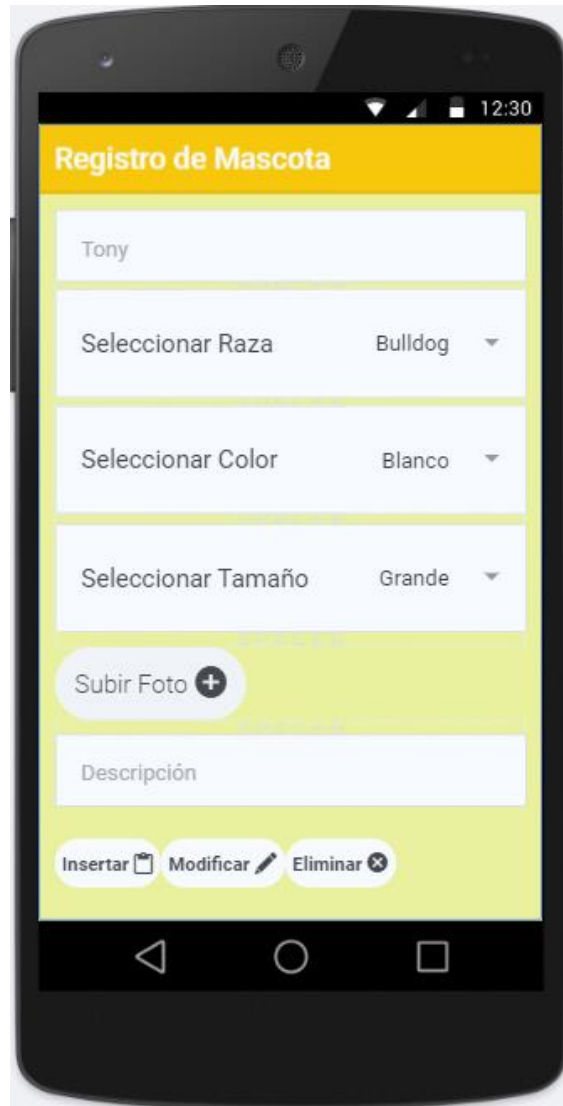 12:30
Registro de Mascota
Tony
Seleccionar Raza Bulldog
Seleccionar Color Blanco
Seleccionar Tamaño Grande
Subir Foto
Descripción
Insertar Modificar Eliminar